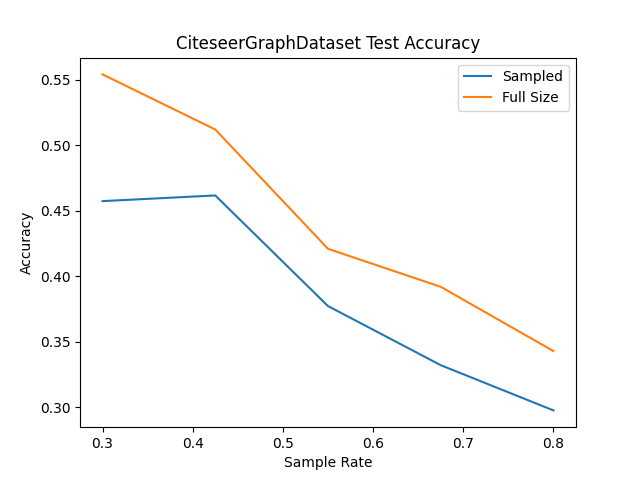 CiteseerGraphDataset Test Accuracy
Sampled
Full Size
Accuracy
0.55
0.50
0.45
0.40
0.35
0.30
0.3 0.4 0.5 0.6 0.7 0.8
Sample Rate